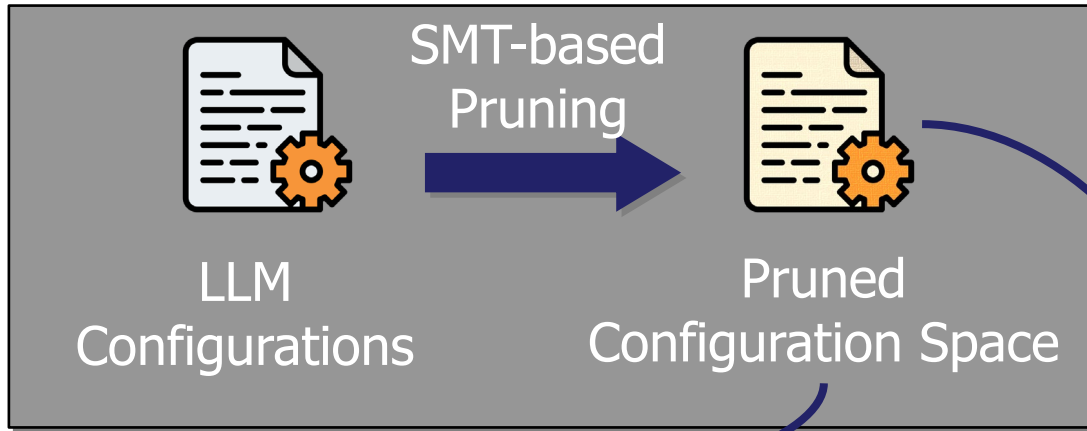 SMT-based
Pruning
LLM
Configurations
Pruned
Configuration Space